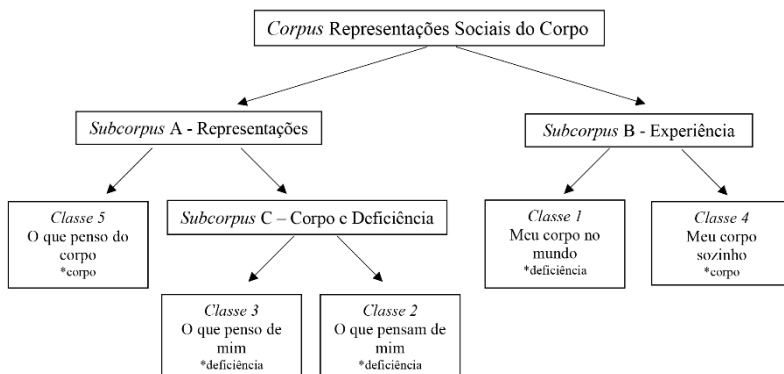 Corpus Representações Sociais do Corpo
Subcorpus A - Representações
Subcorpus B - Experiência
Classe 5
O que penso do
corpo
*corpo
Subcorpus C – Corpo e Deficiência
Classe 1
Meu corpo no
mundo
*deficiência
Classe 4
Meu corpo
sozinho
*corpo
Classe 3
O que penso de
mim
*deficiência
Classe 2
O que pensam de
mim
*deficiência